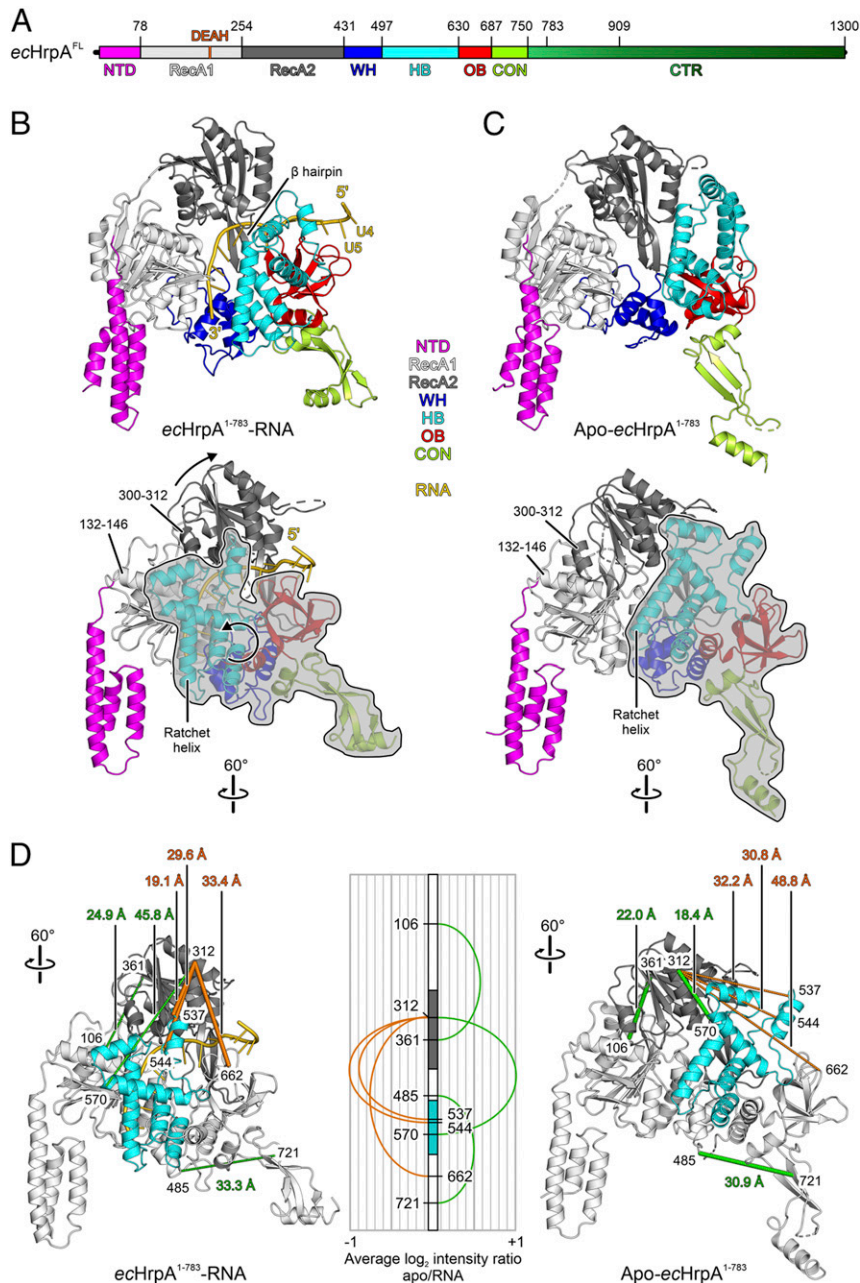 A
78 254 431 497 630 687 750 783 909 1300
DEAH
ecHrpA^FL
NTD RecA1 RecA2 WH HB OB CON CTR
B
β hairpin
5'
U4
U5
3'
ecHrpA^1-783-RNA
C
Apo-ecHrpA^1-783
NTD
RecA1
RecA2
WH
HB
OB
CON
RNA
300-312
132-146
5'
Ratchet
helix
60°
300-312
132-146
Ratchet
helix
60°
D
60°
29.6 Å
19.1 Å 33.4 Å
24.9 Å 45.8 Å
312
361
537
106
544
662
570
721
485
33.3 Å
ecHrpA^1-783-RNA
106
312
361
485
537
544
570
662
721
-1 +1
Average log₂ intensity ratio
apo/RNA
60°
30.8 Å
32.2 Å 48.8 Å
22.0 Å 18.4 Å
361 312
537
544
570
106
662
485
721
30.9 Å
Apo-ecHrpA^1-783